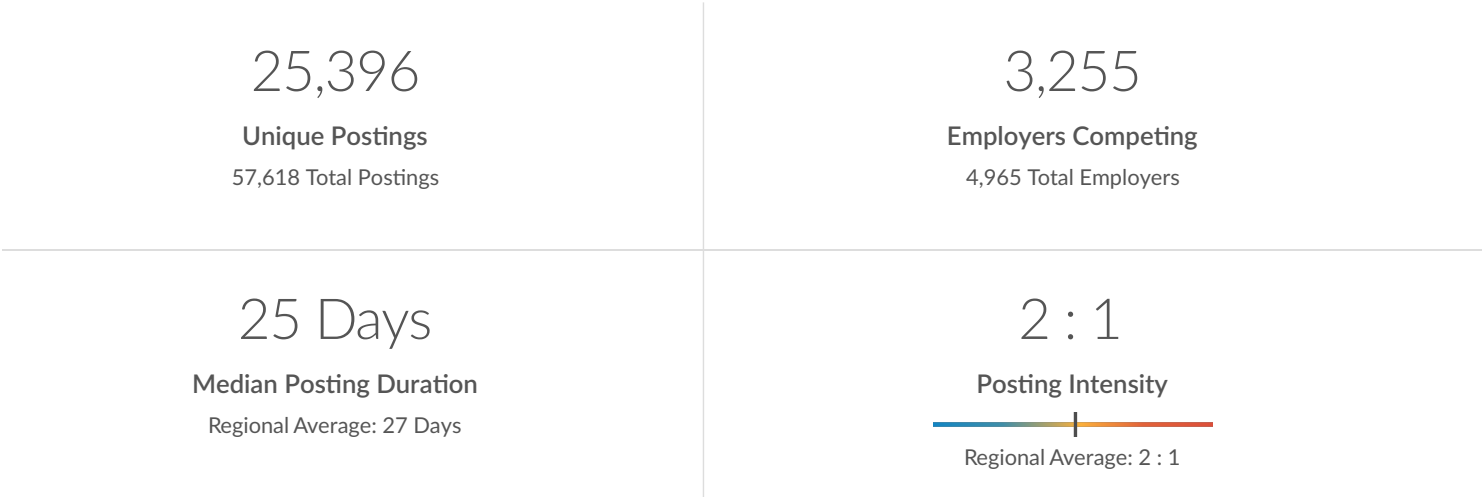 25,396
Unique Postings
57,618 Total Postings
3,255
Employers Competing
4,965 Total Employers
25 Days
Median Posting Duration
Regional Average: 27 Days
2 : 1
Posting Intensity
Regional Average: 2 : 1